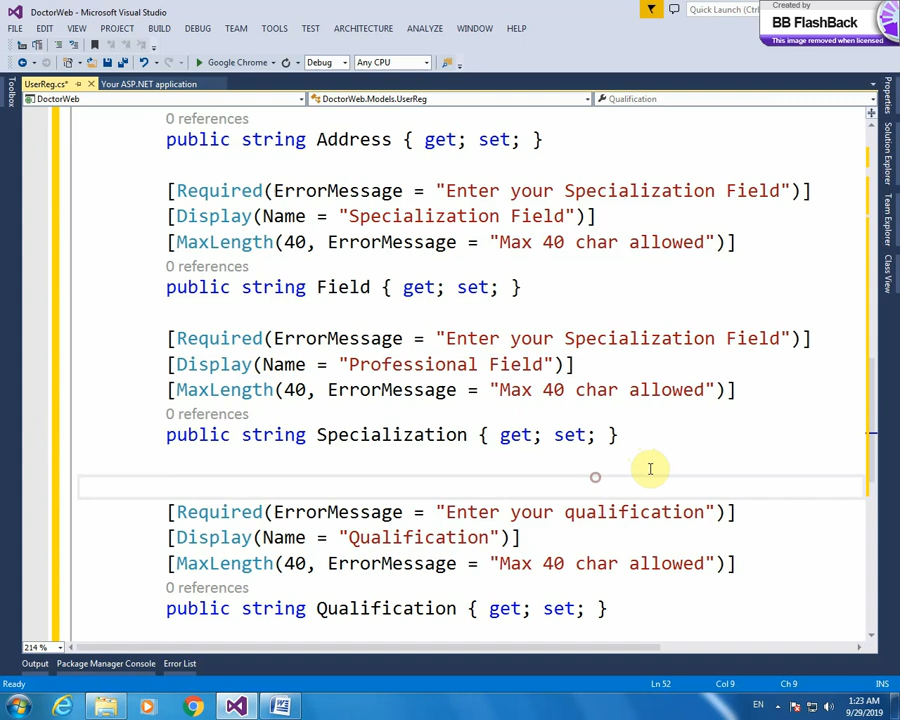 DoctorWeb - Microsoft Visual Studio
Quick Launch (
Created by
BB FlashBack
This image removed when licensed
FILE EDIT VIEW PROJECT BUILD DEBUG TEAM TOOLS TEST ARCHITECTURE ANALYZE WINDOW HELP
Google Chrome Debug Any CPU
UserReg.cs* Your ASP.NET application
DoctorWeb DoctorWeb.Models.UserReg Qualification
Toolbox
Properties
Solution Explorer
Team Explorer
Class View
0 references
public string Address { get; set; }
[Required(ErrorMessage = "Enter your Specialization Field")]
[Display(Name = "Specialization Field")]
[MaxLength(40, ErrorMessage = "Max 40 char allowed")]
0 references
public string Field { get; set; }
[Required(ErrorMessage = "Enter your Specialization Field")]
[Display(Name = "Professional Field")]
[MaxLength(40, ErrorMessage = "Max 40 char allowed")]
0 references
public string Specialization { get; set; }
[Required(ErrorMessage = "Enter your qualification")]
[Display(Name = "Qualification")]
[MaxLength(40, ErrorMessage = "Max 40 char allowed")]
0 references
public string Qualification { get; set; }
214 %
Output Package Manager Console Error List
Ready Ln 52 Col 9 Ch 9 INS
EN 1:23 AM
9/29/2019